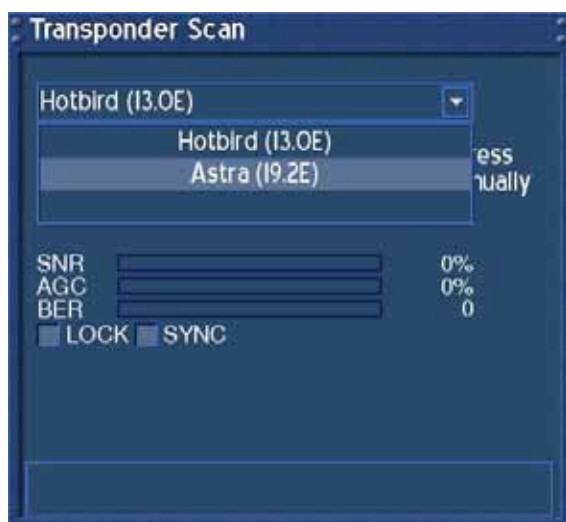 Transponder Scan
Hotbird (13.0E)
Hotbird (13.0E)
Astra (19.2E)
SNR 0%
AGC 0%
BER 0
LOCK SYNC